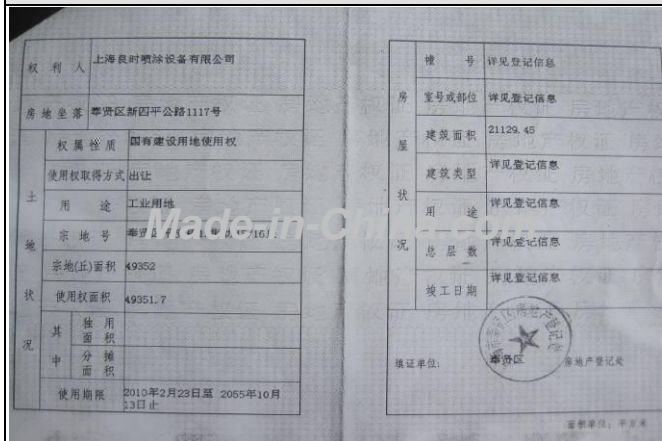 权利人 上海良时喷涂设备有限公司
房地坐落 奉贤区新四平公路1117号
土地状况
权属性质 国有建设用地使用权
使用权取得方式 出让
用途 工业用地
宗地号
宗地(丘)面积 49352
使用权面积 49351.7
其中
独用面积
分摊面积
使用期限 2010年2月23日至 2055年10月
13日止
房屋状况
幢号 详见登记信息
室号或部位 详见登记信息
建筑面积 21129.45
建筑类型 详见登记信息
用途 详见登记信息
总层数 详见登记信息
竣工日期 详见登记信息
填证单位: 奉贤区 房地产登记处
面积单位: 平方米
Made-in-China.com